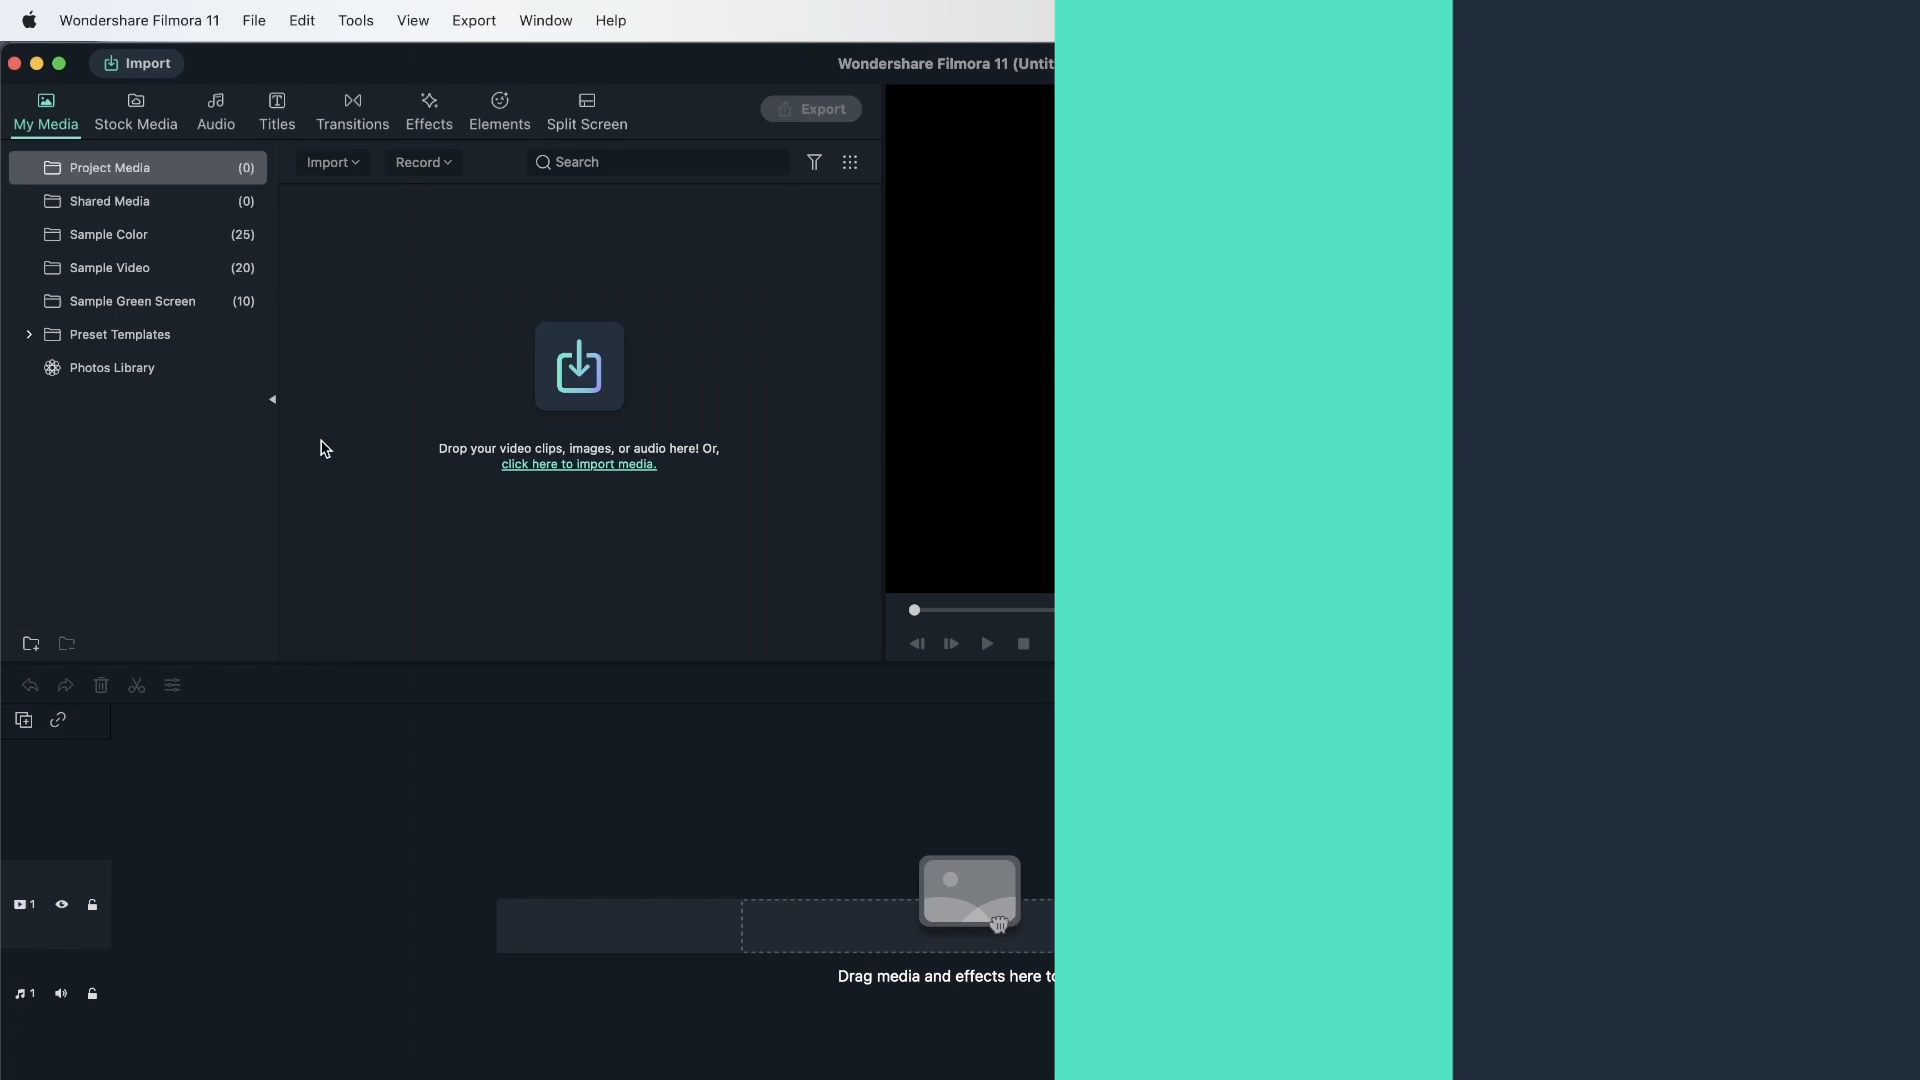 Wondershare Filmora 11 File Edit Tools View Export Window Help
Import
Wondershare Filmora 11 (Untit
My Media Stock Media Audio Titles Transitions Effects Elements Split Screen
Export
Project Media (0)
Shared Media (0)
Sample Color (25)
Sample Video (20)
Sample Green Screen (10)
Preset Templates
Photos Library
Import Record Search
Drop your video clips, images, or audio here! Or,
click here to import media.
1
Drag media and effects here to
1